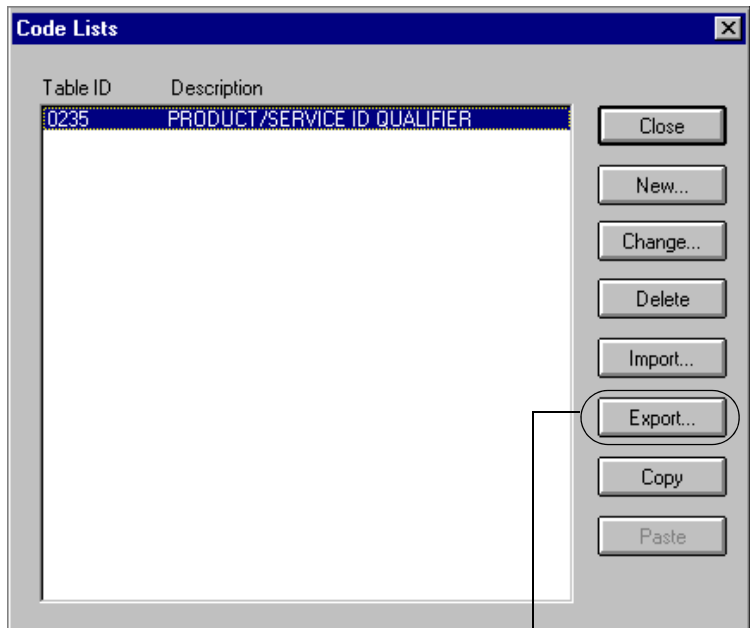 Code Lists
Table ID Description
0235 PRODUCT/SERVICE ID QUALIFIER
Close
New...
Change...
Delete
Import...
Export...
Copy
Paste